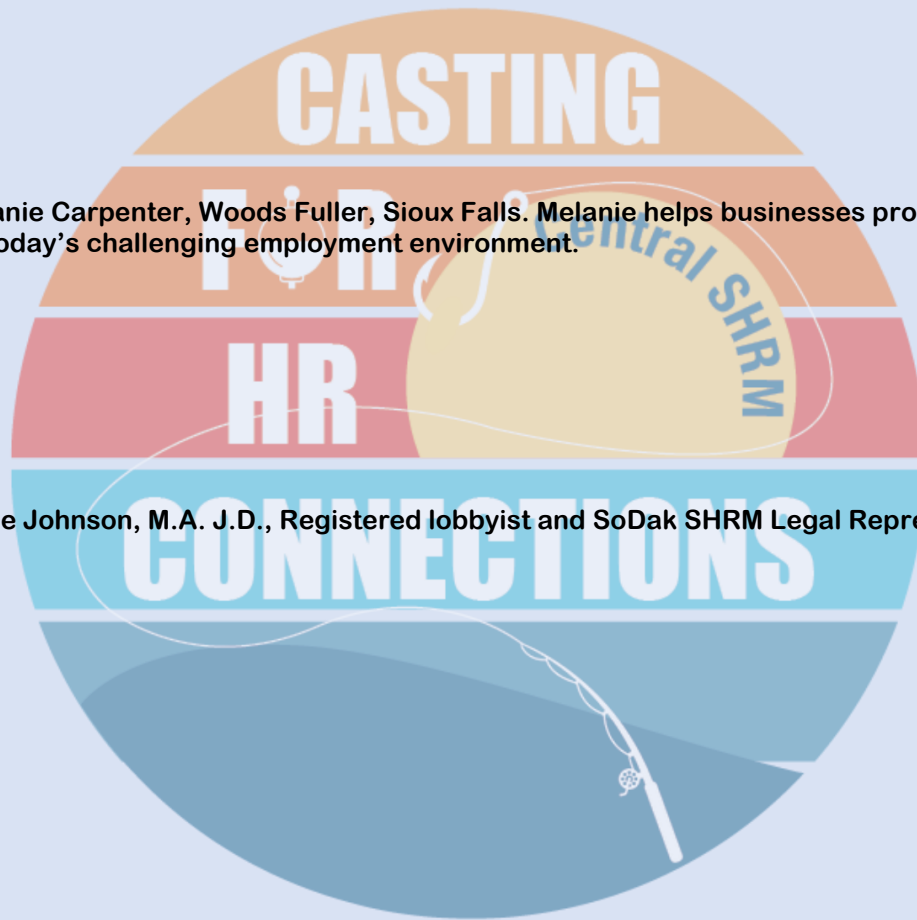 CASTING
anie Carpenter, Woods Fuller, Sioux Falls. Melanie helps businesses pro
oday’s challenging employment environment.
FOR
Central SHRM
HR
e Johnson, M.A. J.D., Registered lobbyist and SoDak SHRM Legal Repre
CONNECTIONS